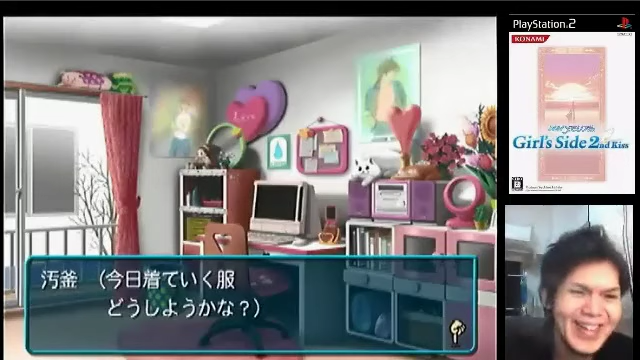 PlayStation.2
KONAMI
Girl's Side 2nd Kiss
Love
汚釜 (今日着ていく服
どうしようかな?)